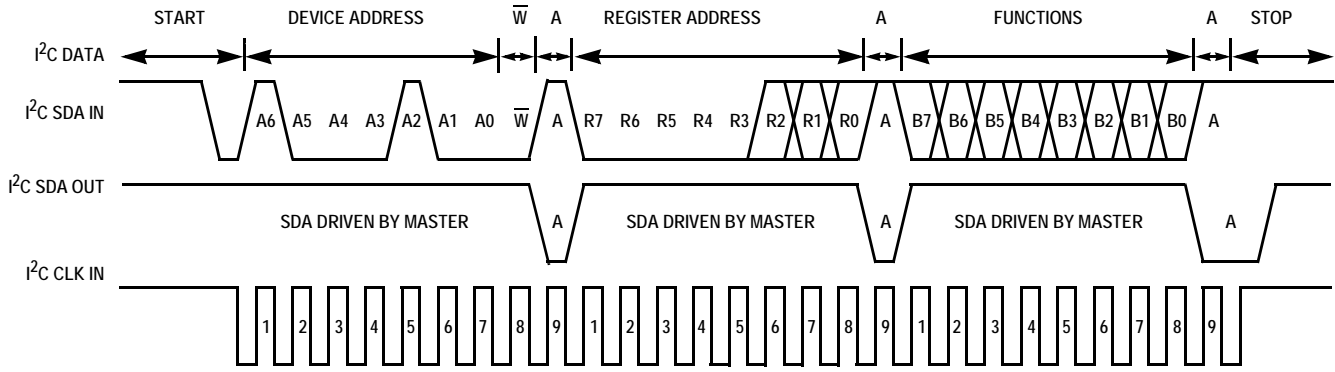 START DEVICE ADDRESS W̅ A REGISTER ADDRESS A FUNCTIONS A STOP
I²C DATA
I²C SDA IN
A6 A5 A4 A3 A2 A1 A0 W̅ A R7 R6 R5 R4 R3 R2 R1 R0 A B7 B6 B5 B4 B3 B2 B1 B0 A
I²C SDA OUT
SDA DRIVEN BY MASTER A SDA DRIVEN BY MASTER A SDA DRIVEN BY MASTER A
I²C CLK IN
1 2 3 4 5 6 7 8 9 1 2 3 4 5 6 7 8 9 1 2 3 4 5 6 7 8 9